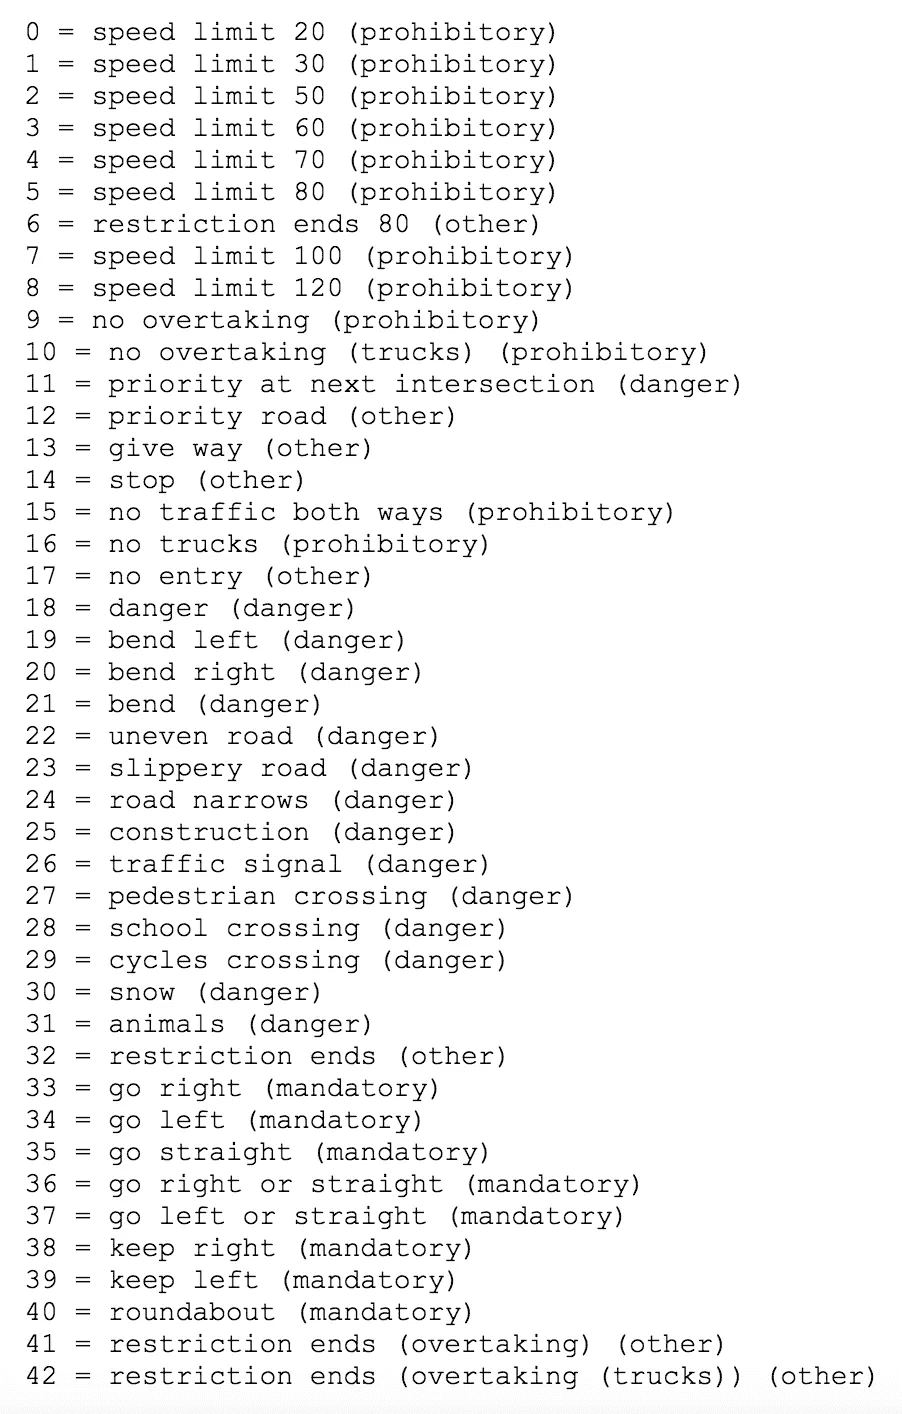 0 = speed limit 20 (prohibitory)
1 = speed limit 30 (prohibitory)
2 = speed limit 50 (prohibitory)
3 = speed limit 60 (prohibitory)
4 = speed limit 70 (prohibitory)
5 = speed limit 80 (prohibitory)
6 = restriction ends 80 (other)
7 = speed limit 100 (prohibitory)
8 = speed limit 120 (prohibitory)
9 = no overtaking (prohibitory)
10 = no overtaking (trucks) (prohibitory)
11 = priority at next intersection (danger)
12 = priority road (other)
13 = give way (other)
14 = stop (other)
15 = no traffic both ways (prohibitory)
16 = no trucks (prohibitory)
17 = no entry (other)
18 = danger (danger)
19 = bend left (danger)
20 = bend right (danger)
21 = bend (danger)
22 = uneven road (danger)
23 = slippery road (danger)
24 = road narrows (danger)
25 = construction (danger)
26 = traffic signal (danger)
27 = pedestrian crossing (danger)
28 = school crossing (danger)
29 = cycles crossing (danger)
30 = snow (danger)
31 = animals (danger)
32 = restriction ends (other)
33 = go right (mandatory)
34 = go left (mandatory)
35 = go straight (mandatory)
36 = go right or straight (mandatory)
37 = go left or straight (mandatory)
38 = keep right (mandatory)
39 = keep left (mandatory)
40 = roundabout (mandatory)
41 = restriction ends (overtaking) (other)
42 = restriction ends (overtaking (trucks)) (other)